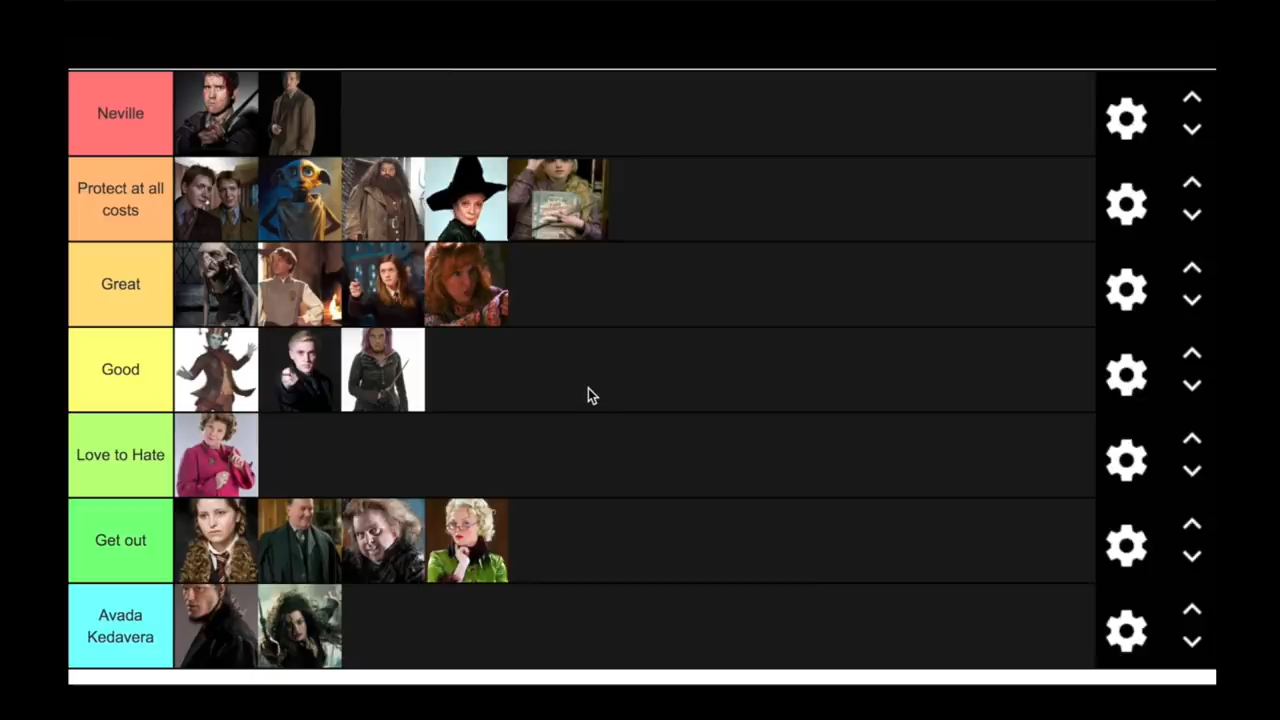 Neville
Protect at all
costs
Great
Good
Love to Hate
Get out
Avada
Kedavera